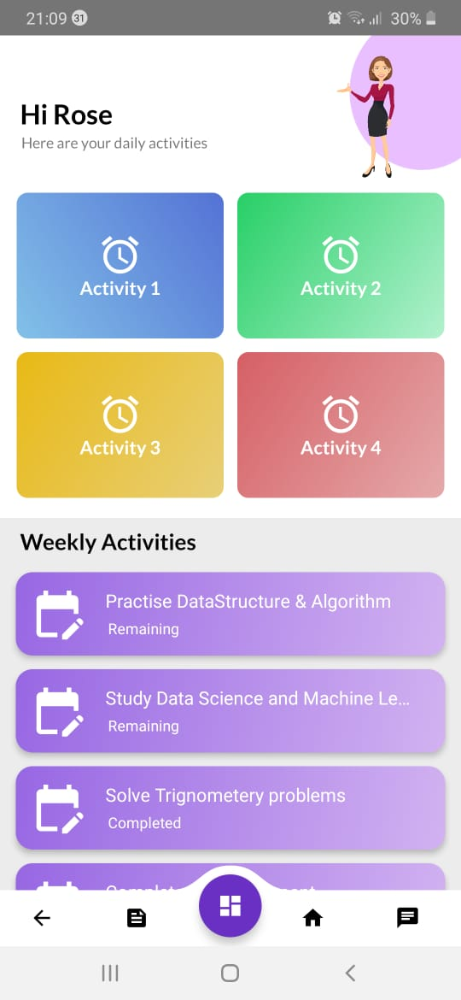 21:09 31 30%
Hi Rose
Here are your daily activities
Activity 1 Activity 2
Activity 3 Activity 4
Weekly Activities
Practise DataStructure & Algorithm
Remaining
Study Data Science and Machine Le...
Remaining
Solve Trignometery problems
Completed